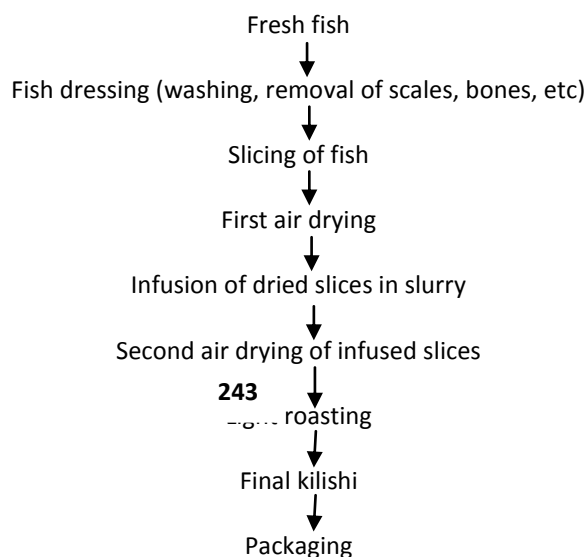 Fresh fish
Fish dressing (washing, removal of scales, bones, etc)
Slicing of fish
First air drying
Infusion of dried slices in slurry
Second air drying of infused slices
243
roasting
Final kilishi
Packaging